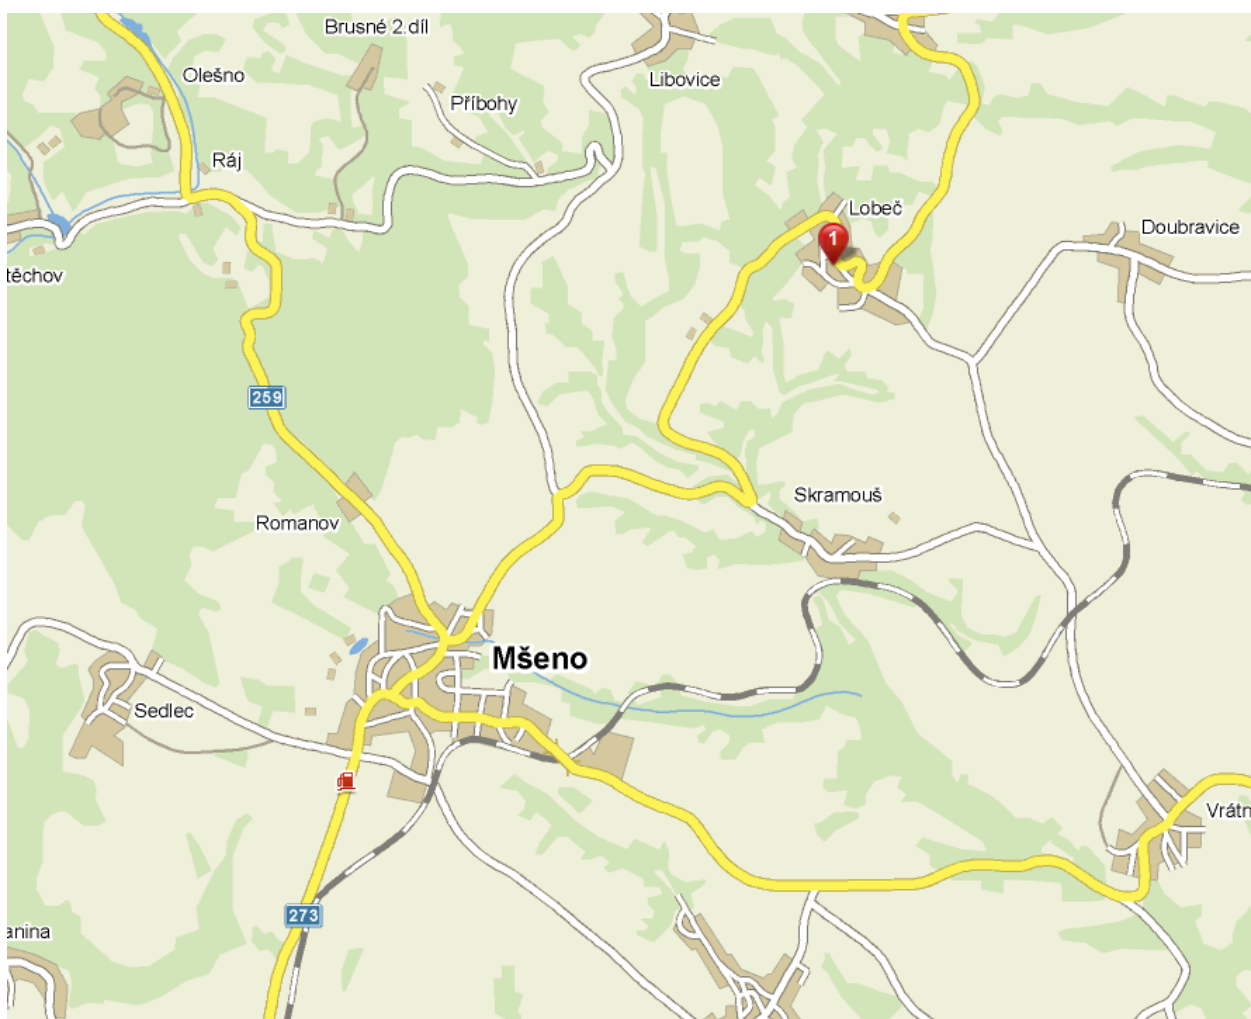 Brusné 2.díl
Olešno
Libovice
Příbohy
Ráj
Lobeč
1
Doubravice
těchov
259
Skramouš
Romanov
Mšeno
Sedlec
Vrátn
273
anina